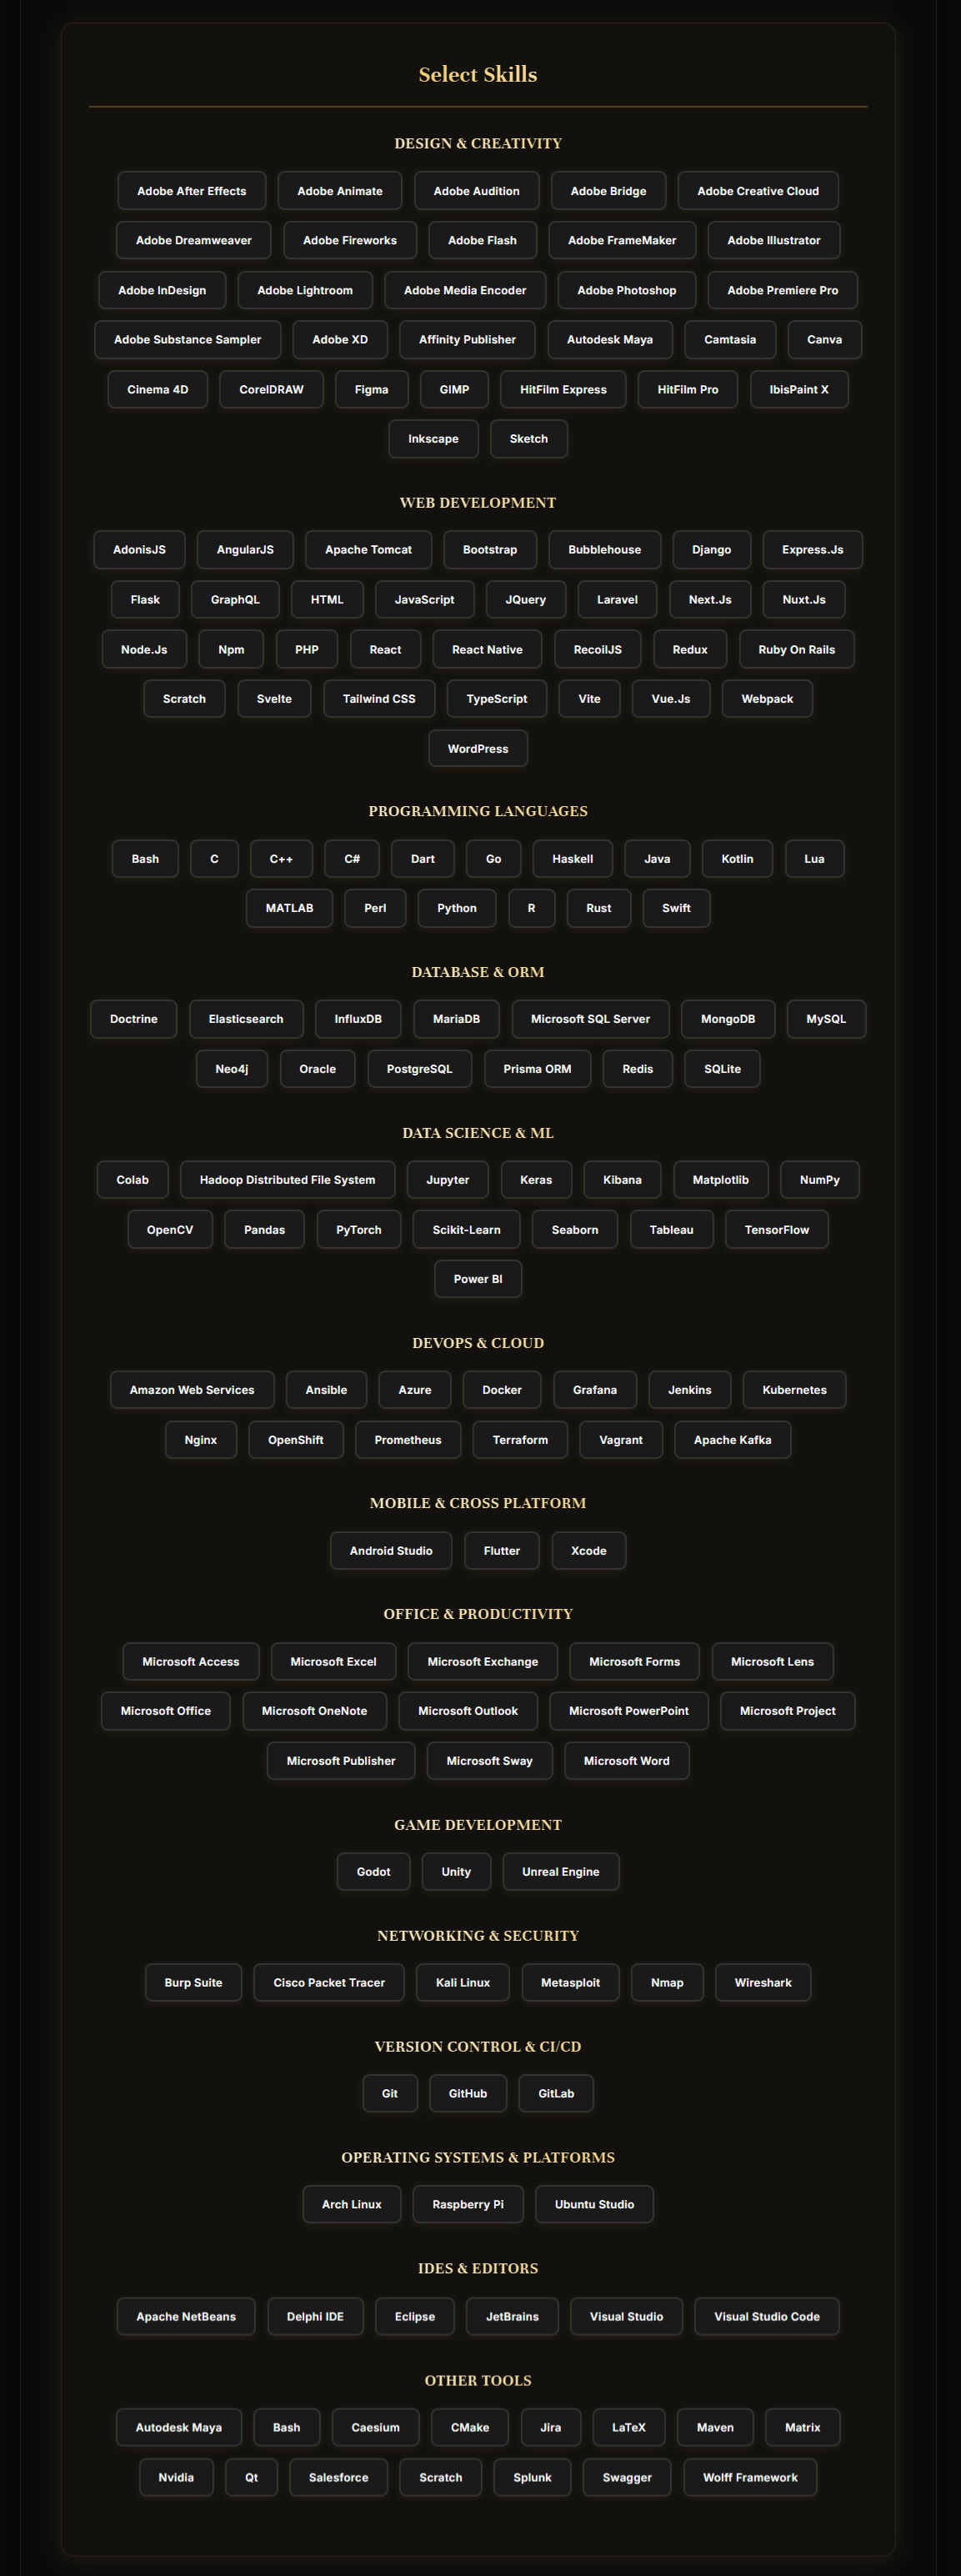 Select Skills
DESIGN & CREATIVITY
Adobe After Effects Adobe Animate Adobe Audition Adobe Bridge Adobe Creative Cloud
Adobe Dreamweaver Adobe Fireworks Adobe Flash Adobe FrameMaker Adobe Illustrator
Adobe InDesign Adobe Lightroom Adobe Media Encoder Adobe Photoshop Adobe Premiere Pro
Adobe Substance Sampler Adobe XD Affinity Publisher Autodesk Maya Camtasia Canva
Cinema 4D CorelDRAW Figma GIMP HitFilm Express HitFilm Pro IbisPaint X
Inkscape Sketch
WEB DEVELOPMENT
AdonisJS AngularJS Apache Tomcat Bootstrap Bubblehouse Django Express.Js
Flask GraphQL HTML JavaScript JQuery Laravel Next.Js Nuxt.Js
Node.Js Npm PHP React React Native RecoilJS Redux Ruby On Rails
Scratch Svelte Tailwind CSS TypeScript Vite Vue.Js Webpack
WordPress
PROGRAMMING LANGUAGES
Bash C C++ C# Dart Go Haskell Java Kotlin Lua
MATLAB Perl Python R Rust Swift
DATABASE & ORM
Doctrine Elasticsearch InfluxDB MariaDB Microsoft SQL Server MongoDB MySQL
Neo4j Oracle PostgreSQL Prisma ORM Redis SQLite
DATA SCIENCE & ML
Colab Hadoop Distributed File System Jupyter Keras Kibana Matplotlib NumPy
OpenCV Pandas PyTorch Scikit-Learn Seaborn Tableau TensorFlow
Power BI
DEVOPS & CLOUD
Amazon Web Services Ansible Azure Docker Grafana Jenkins Kubernetes
Nginx OpenShift Prometheus Terraform Vagrant Apache Kafka
MOBILE & CROSS PLATFORM
Android Studio Flutter Xcode
OFFICE & PRODUCTIVITY
Microsoft Access Microsoft Excel Microsoft Exchange Microsoft Forms Microsoft Lens
Microsoft Office Microsoft OneNote Microsoft Outlook Microsoft PowerPoint Microsoft Project
Microsoft Publisher Microsoft Sway Microsoft Word
GAME DEVELOPMENT
Godot Unity Unreal Engine
NETWORKING & SECURITY
Burp Suite Cisco Packet Tracer Kali Linux Metasploit Nmap Wireshark
VERSION CONTROL & CI/CD
Git GitHub GitLab
OPERATING SYSTEMS & PLATFORMS
Arch Linux Raspberry Pi Ubuntu Studio
IDES & EDITORS
Apache NetBeans Delphi IDE Eclipse JetBrains Visual Studio Visual Studio Code
OTHER TOOLS
Autodesk Maya Bash Caesium CMake Jira LaTeX Maven Matrix
Nvidia Qt Salesforce Scratch Splunk Swagger Wolff Framework